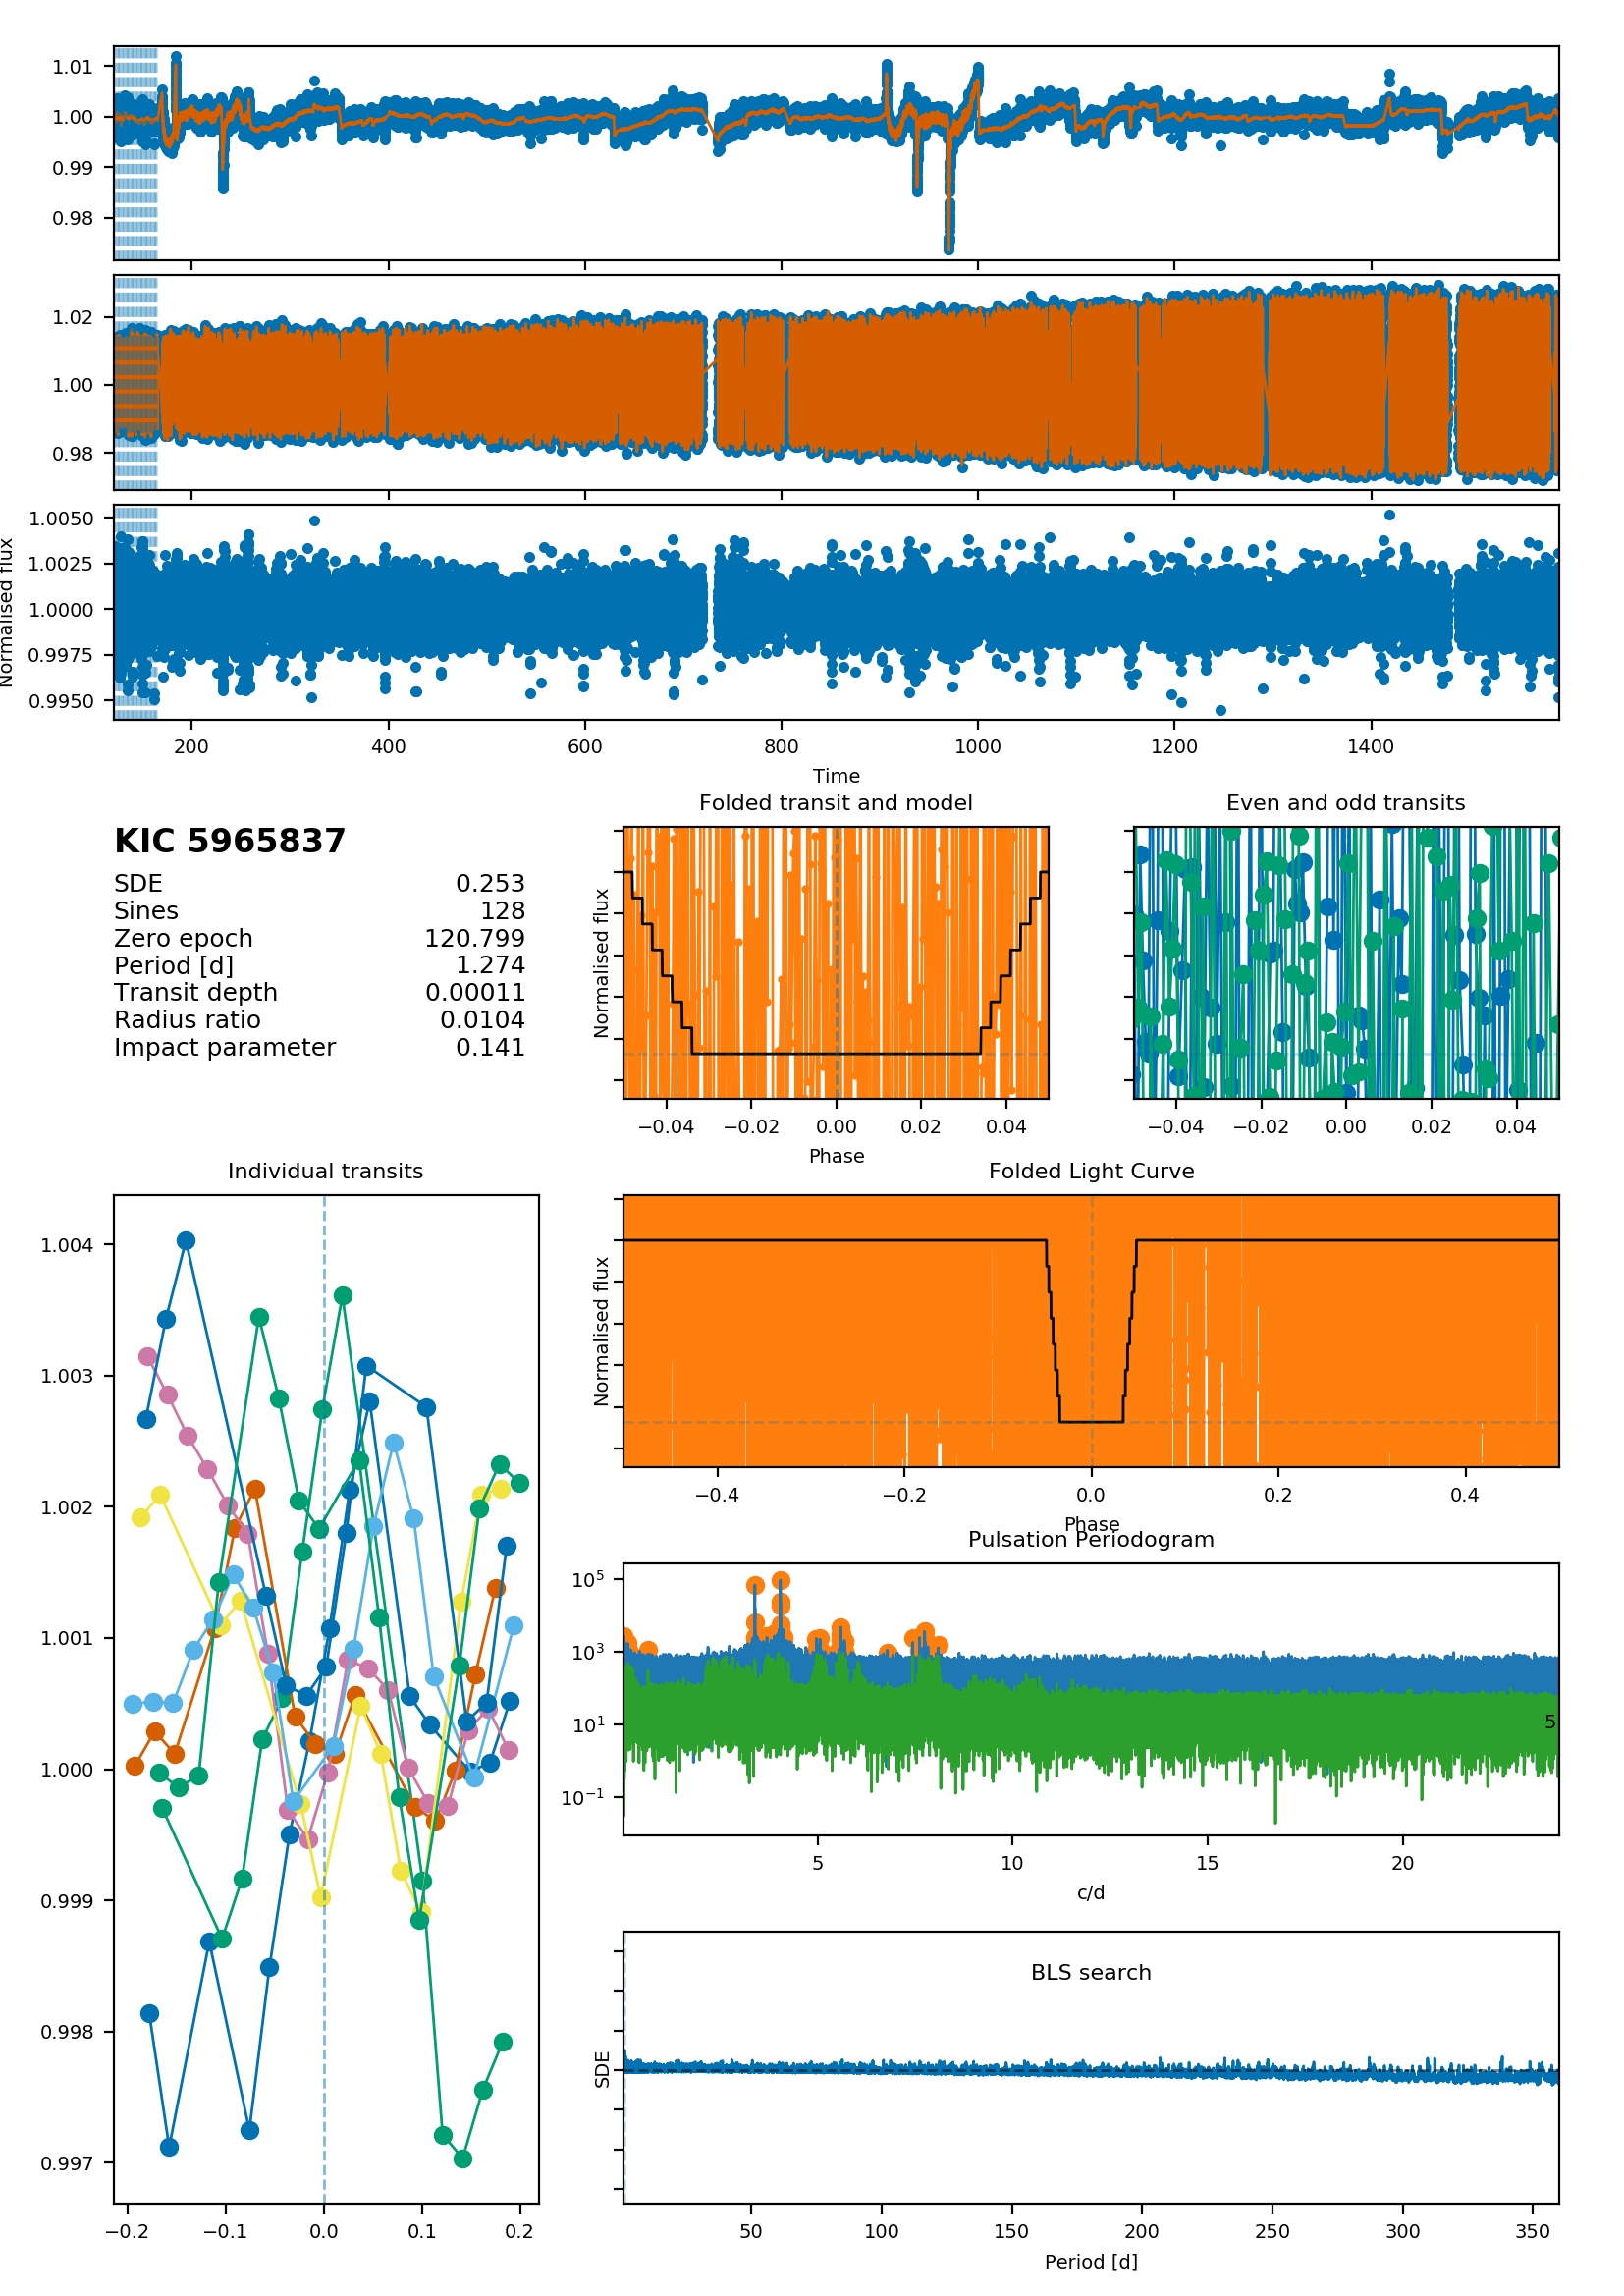 1.01
1.00
0.99
0.98
1.02
1.00
0.98
1.0050
1.0025
1.0000
0.9975
0.9950
Normalised flux
200 400 600 800 1000 1200 1400
Time
KIC 5965837
SDE 0.253
Sines 128
Zero epoch 120.799
Period [d] 1.274
Transit depth 0.00011
Radius ratio 0.0104
Impact parameter 0.141
Folded transit and model
Normalised flux
−0.04 −0.02 0.00 0.02 0.04
Phase
Even and odd transits
−0.04 −0.02 0.00 0.02 0.04
Individual transits
1.004
1.003
1.002
1.001
1.000
0.999
0.998
0.997
−0.2 −0.1 0.0 0.1 0.2
Folded Light Curve
Normalised flux
−0.4 −0.2 0.0 0.2 0.4
Phase
Pulsation Periodogram
10^5
10^3
10^1
10^−1
5
5 10 15 20
c/d
BLS search
SDE
50 100 150 200 250 300 350
Period [d]